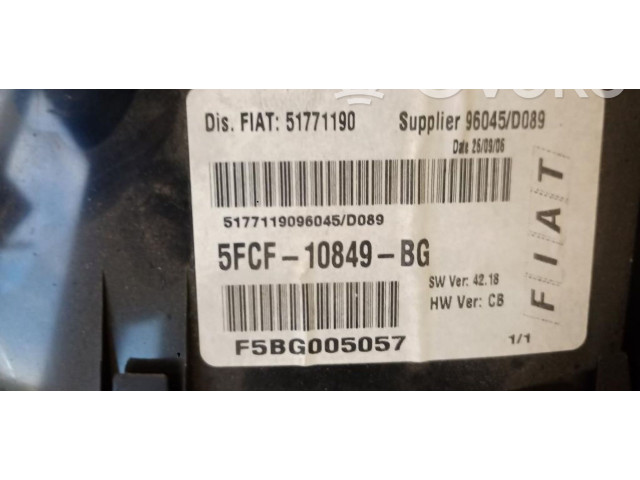 Dis. FIAT: 51771190 Supplier 96045/D089
Date 26/09/06
5177119096045/D089
5FCF-10849-BG
SW Ver: 42.18
HW Ver: CB
F5BG005057
1/1
FIAT